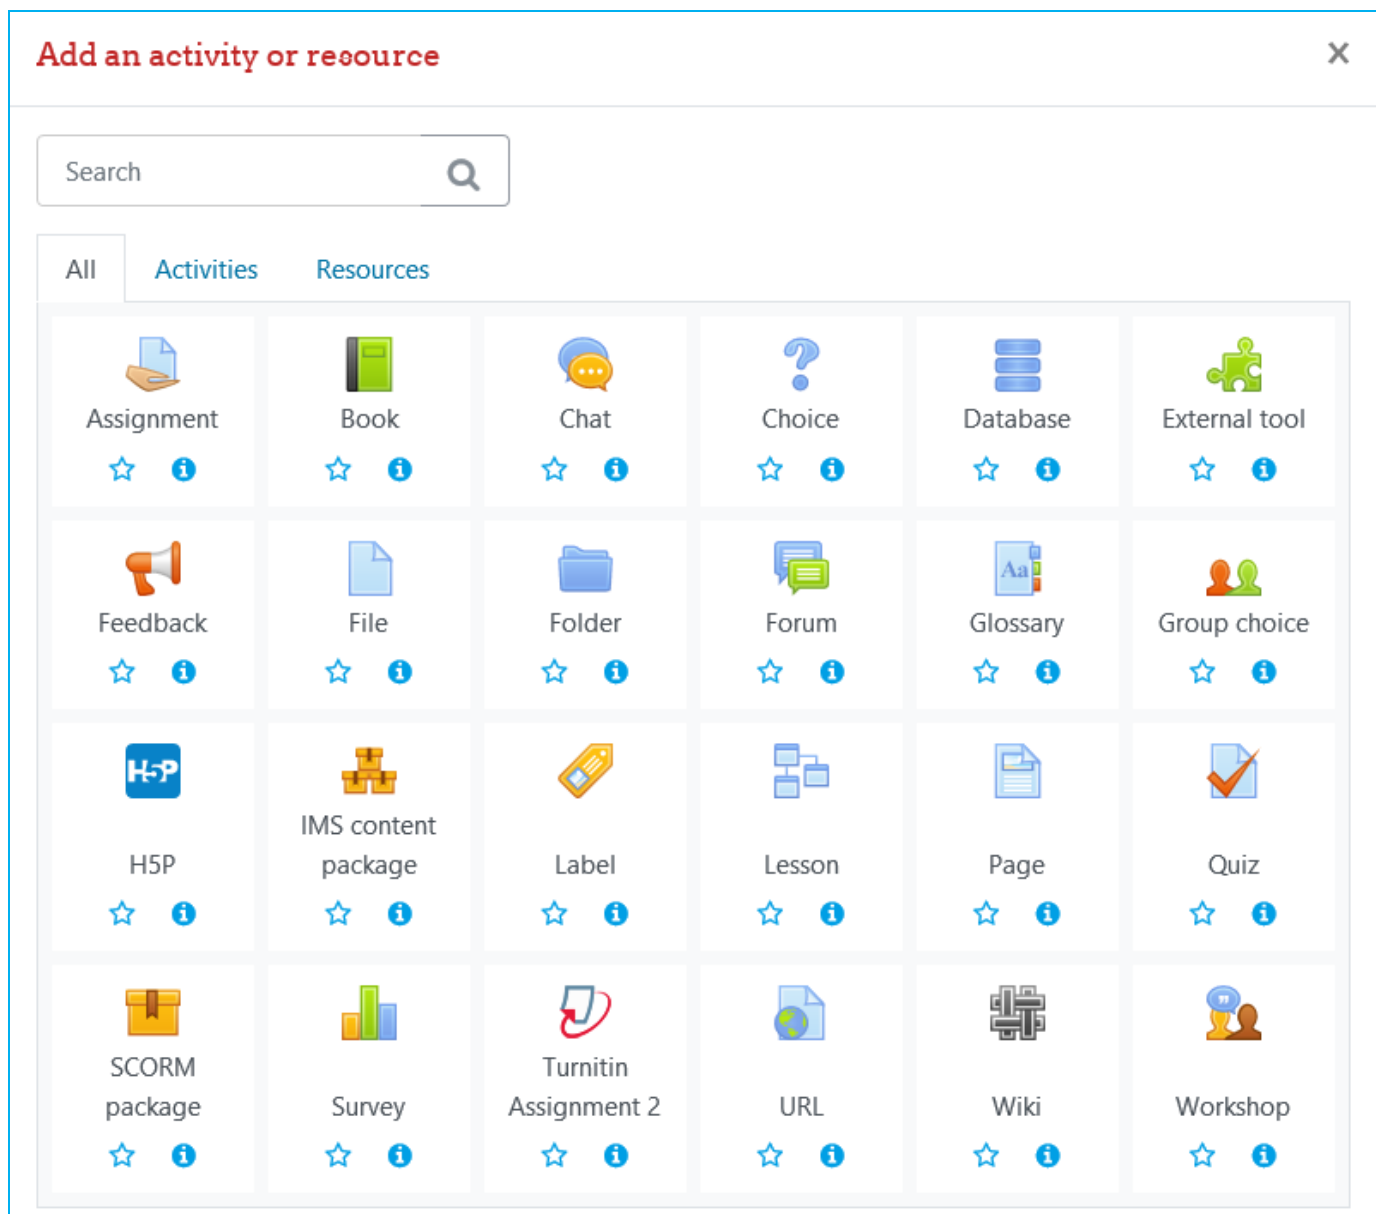 Add an activity or resource
Search
All Activities Resources
Assignment Book Chat Choice Database External tool
Feedback File Folder Forum Aa Glossary Group choice
H5P
IMS content
H5P package Label Lesson Page Quiz
SCORM Turnitin
package Survey Assignment 2 URL Wiki Workshop